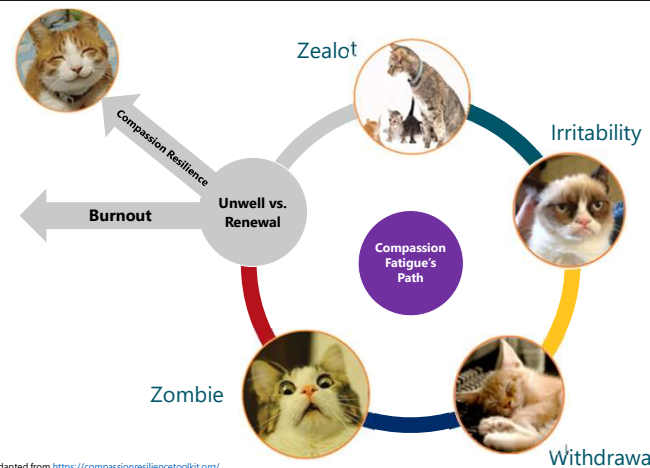 Zealot
Irritability
Compassion Resilience
Burnout
Unwell vs.
Renewal
Compassion
Fatigue's
Path
Zombie
Withdrawa
dapted from https://compassionresiliencetoolkit.org/